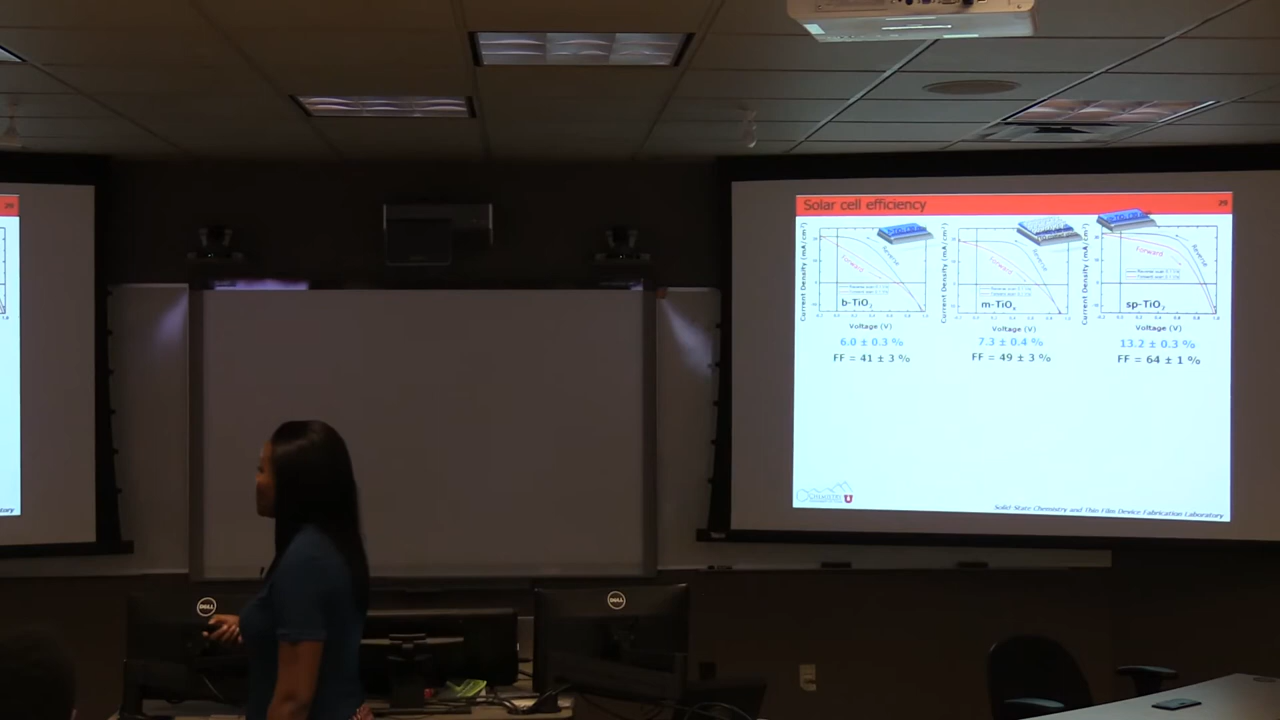 Solar cell efficiency
29
29
Current Density (mA/cm²)
Forward
Reverse
b-TiO₂
Voltage (V)
6.0 ± 0.3 %
FF = 41 ± 3 %
Current Density (mA/cm²)
Forward
Reverse
m-TiOₓ
Voltage (V)
7.3 ± 0.4 %
FF = 49 ± 3 %
Current Density (mA/cm²)
Forward
Reverse
sp-TiO₂
Voltage (V)
13.2 ± 0.3 %
FF = 64 ± 1 %
Solid State Chemistry and Thin Film Device Fabrication Laboratory
DELL
DELL